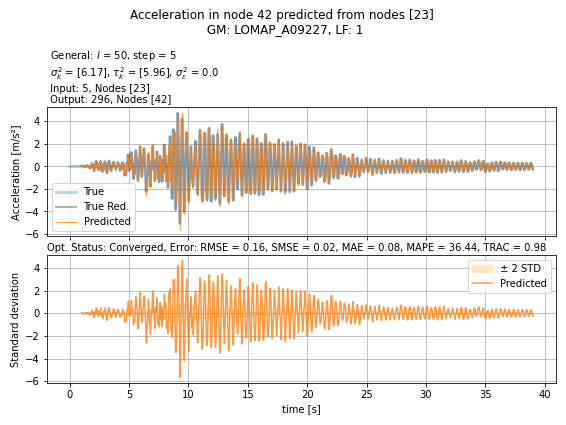 Acceleration in node 42 predicted from nodes [23]
GM: LOMAP_A09227, LF: 1
General: l = 50, step = 5
σ²ₖ = [6.17], τ²ₖ = [5.96], σ²ε = 0.0
Input: 5, Nodes [23]
Output: 296, Nodes [42]
Acceleration [m/s²]
4
2
0
−2
−4
−6
True
True Red.
Predicted
Opt. Status: Converged, Error: RMSE = 0.16, SMSE = 0.02, MAE = 0.08, MAPE = 36.44, TRAC = 0.98
Standard deviation
4
2
0
−2
−4
−6
± 2 STD
Predicted
0 5 10 15 20 25 30 35 40
time [s]